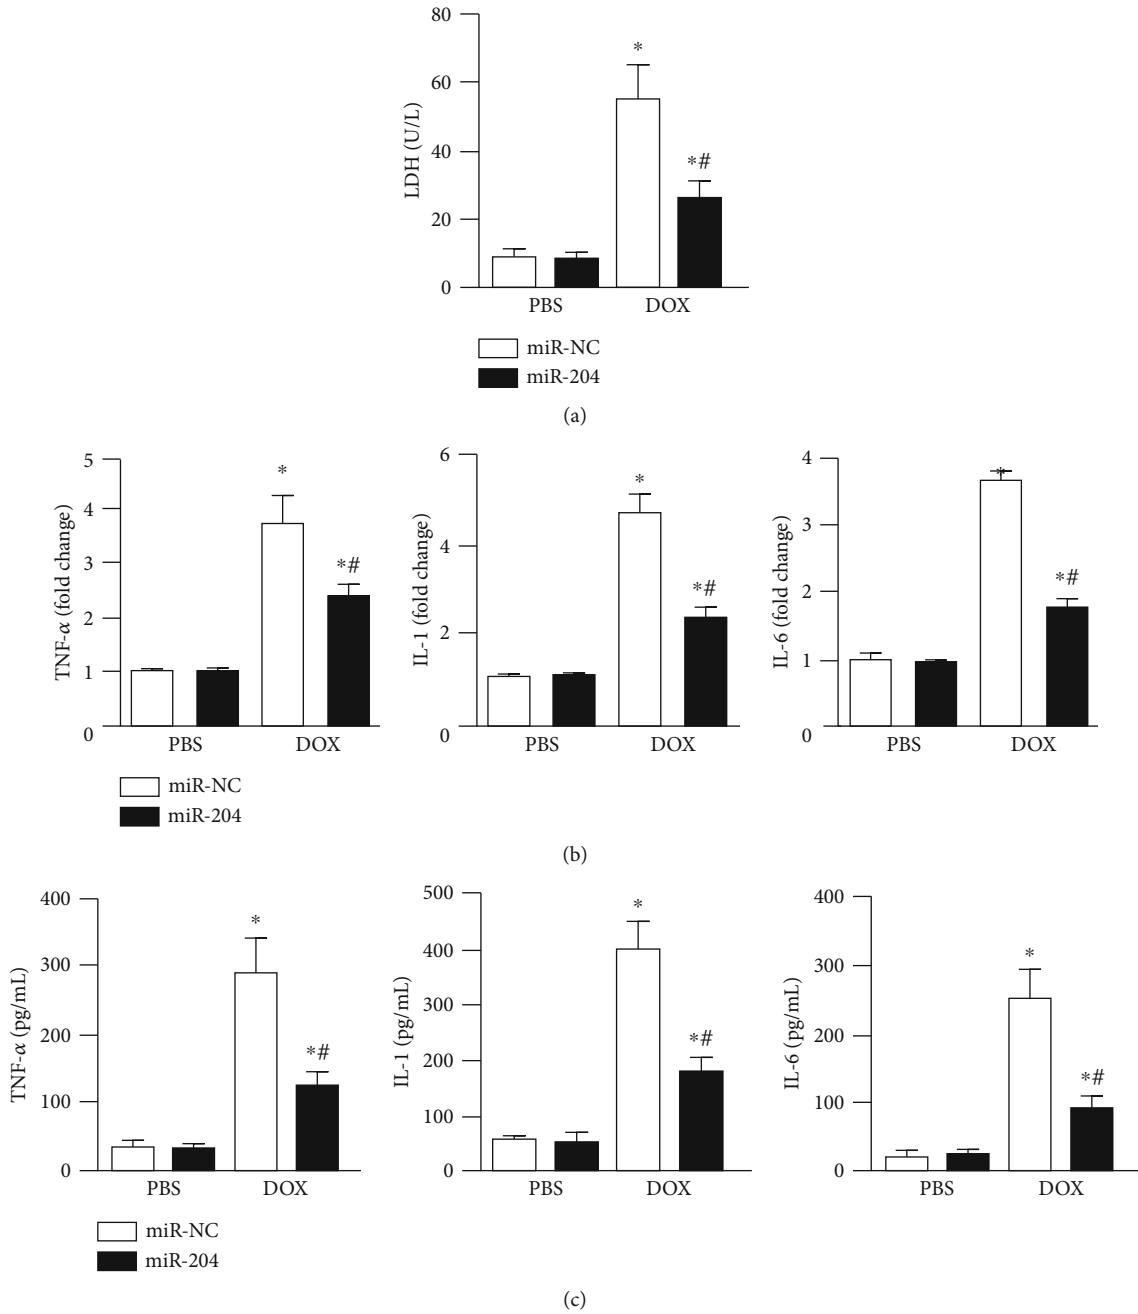 80
60
40
20
0
LDH (U/L)
*
*#
PBS DOX
miR-NC
miR-204
(a)
5
4
3
2
1
0
TNF-α (fold change)
*
*#
PBS DOX
6
4
2
0
IL-1 (fold change)
*
*#
PBS DOX
4
3
2
1
0
IL-6 (fold change)
*
*#
PBS DOX
miR-NC
miR-204
(b)
400
300
200
100
0
TNF-α (pg/mL)
*
*#
PBS DOX
500
400
300
200
100
0
IL-1 (pg/mL)
*
*#
PBS DOX
400
300
200
100
0
IL-6 (pg/mL)
*
*#
PBS DOX
miR-NC
miR-204
(c)